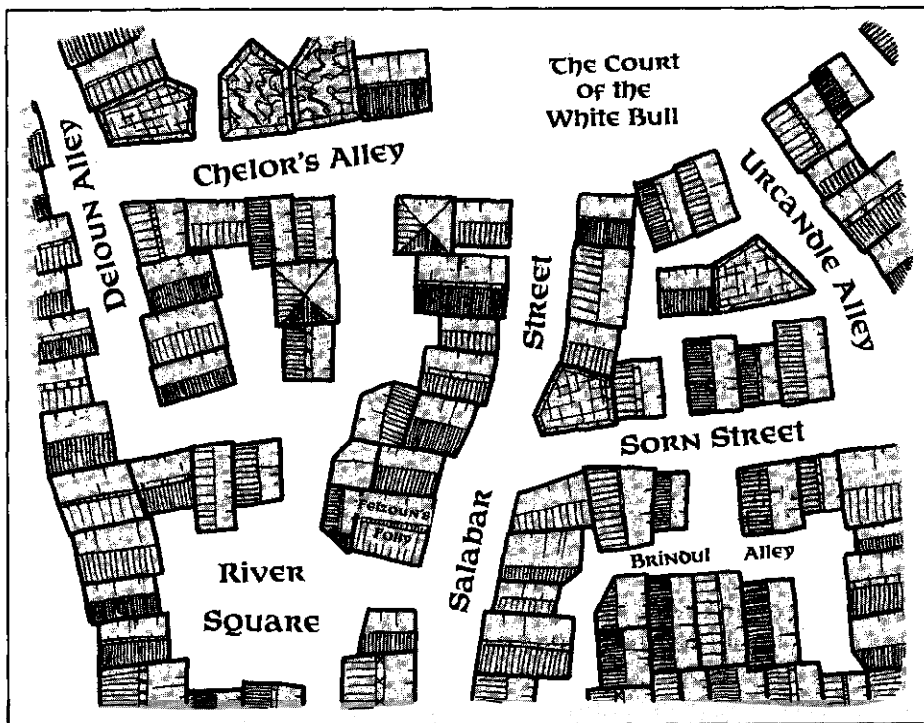 The Court
of the
White Bull
Chelor's Alley
Deloun Alley
Urcandle Alley
Street
Salabar
Sorn Street
Felzoun's
Folly
Brindul Alley
River
Square